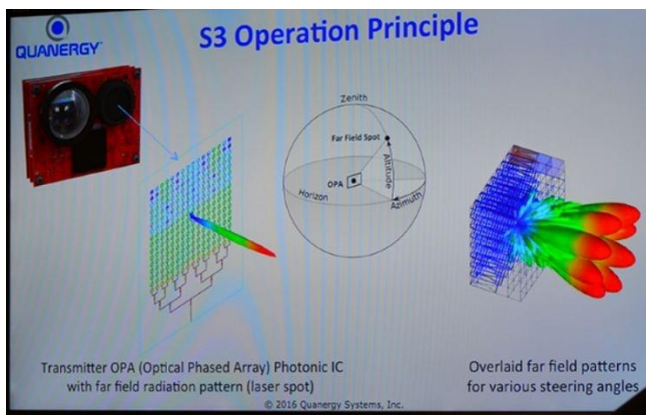 QUANERGY
S3 Operation Principle
Zenith
Far Field Spot
Altitude
OPA
Horizon
Azimuth
Transmitter OPA (Optical Phased Array) Photonic IC
with far field radiation pattern (laser spot)
Overlaid far field patterns
for various steering angles
© 2016 Quanergy Systems, Inc.